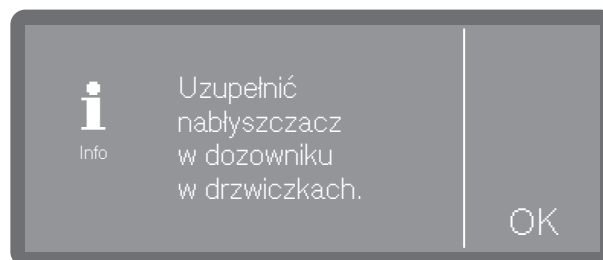 Info
Uzupełnić
nabłyszczacz
w dozowniku
w drzwiczkach.
OK